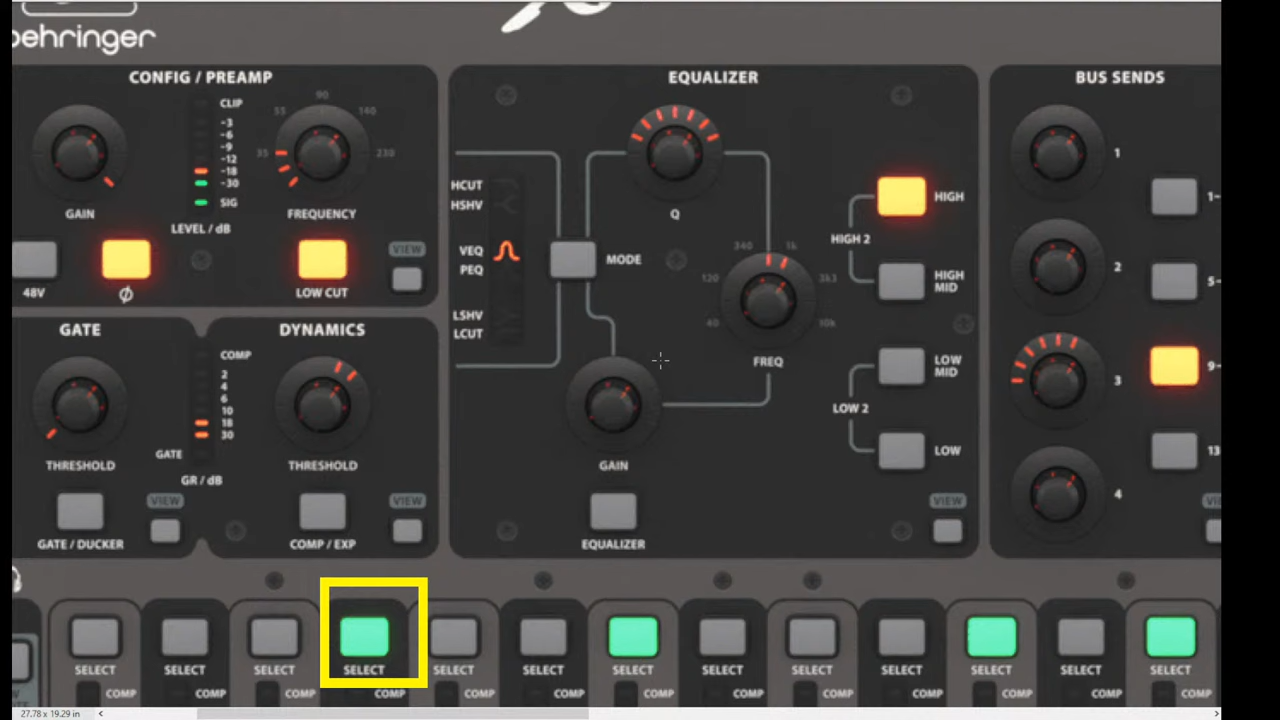 behringer
CONFIG / PREAMP
EQUALIZER
BUS SENDS
CLIP
-3
-6
-9
-12
-18
-30
SIG
LEVEL / dB
GAIN
35
55
90
140
230
FREQUENCY
48V
Ø
LOW CUT
VIEW
GATE
DYNAMICS
THRESHOLD
COMP
2
4
6
10
18
30
GATE
GR / dB
THRESHOLD
VIEW
VIEW
GATE / DUCKER
COMP / EXP
HCUT
HSHV
VEQ
PEQ
LSHV
LCUT
MODE
Q
40
120
340
1k
3k3
10k
FREQ
GAIN
EQUALIZER
HIGH
HIGH 2
HIGH
MID
LOW
MID
LOW 2
LOW
VIEW
1
2
3
4
1-
5-
9-
13
SELECT SELECT SELECT SELECT SELECT SELECT SELECT SELECT SELECT SELECT SELECT SELECT SELECT
COMP COMP COMP COMP COMP COMP COMP COMP COMP COMP COMP COMP COMP
27.78 x 19.29 in